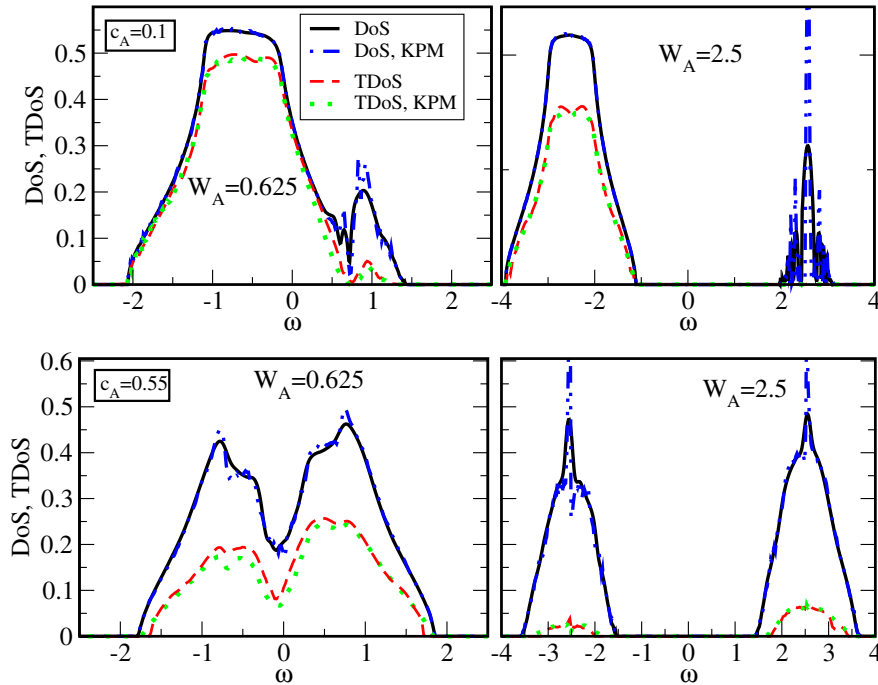 c_A=0.1
DoS
DoS, KPM
TDoS
TDoS, KPM
W_A=0.625
W_A=2.5
DoS, TDoS
0.5
0.4
0.3
0.2
0.1
0
-2 -1 0 1 2
ω
-4 -2 0 2 4
ω
c_A=0.55
W_A=0.625
W_A=2.5
DoS, TDoS
0.6
0.5
0.4
0.3
0.2
0.1
0
-2 -1 0 1 2
ω
-4 -3 -2 -1 0 1 2 3 4
ω